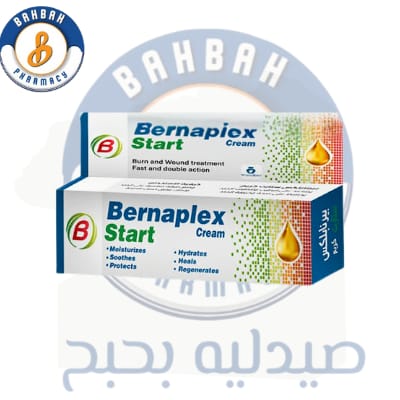 BAHBAH
PHARMACY
BAHBAH
Bernaplex
Start
Cream
Burn and Wound treatment
Fast and double action
Bernaplex
Start
Cream
•Moisturizes
•Soothes
•Protects
•Hydrates
•Heals
•Regenerates
بيرنابلكس
كريم
صيدليه بحبح